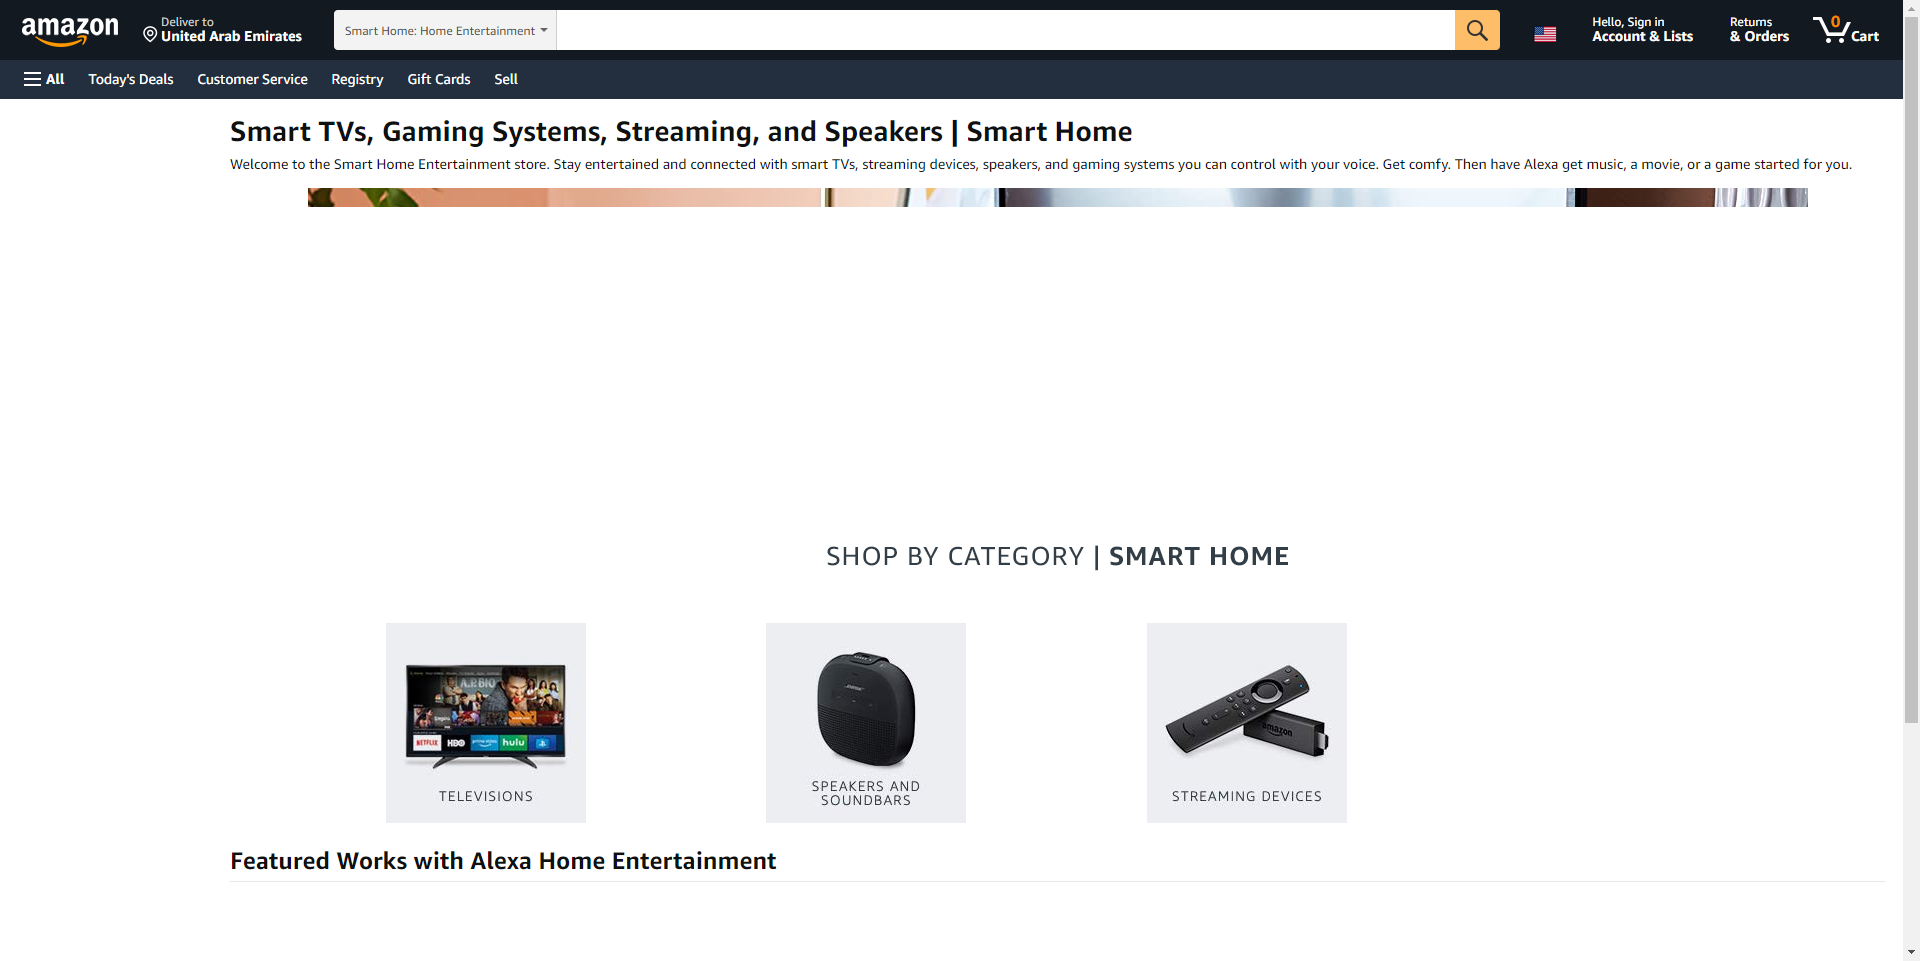 amazon
Deliver to
United Arab Emirates
Smart Home: Home Entertainment
Hello, Sign in
Account & Lists
Returns
& Orders
0
Cart
All
Today's Deals
Customer Service
Registry
Gift Cards
Sell
Smart TVs, Gaming Systems, Streaming, and Speakers | Smart Home
Welcome to the Smart Home Entertainment store. Stay entertained and connected with smart TVs, streaming devices, speakers, and gaming systems you can control with your voice. Get comfy. Then have Alexa get music, a movie, or a game started for you.
SHOP BY CATEGORY | SMART HOME
A.P. BIO
NETFLIX
HBO
prime video
hulu
TELEVISIONS
BOSE
SPEAKERS AND
SOUNDBARS
amazon
STREAMING DEVICES
Featured Works with Alexa Home Entertainment